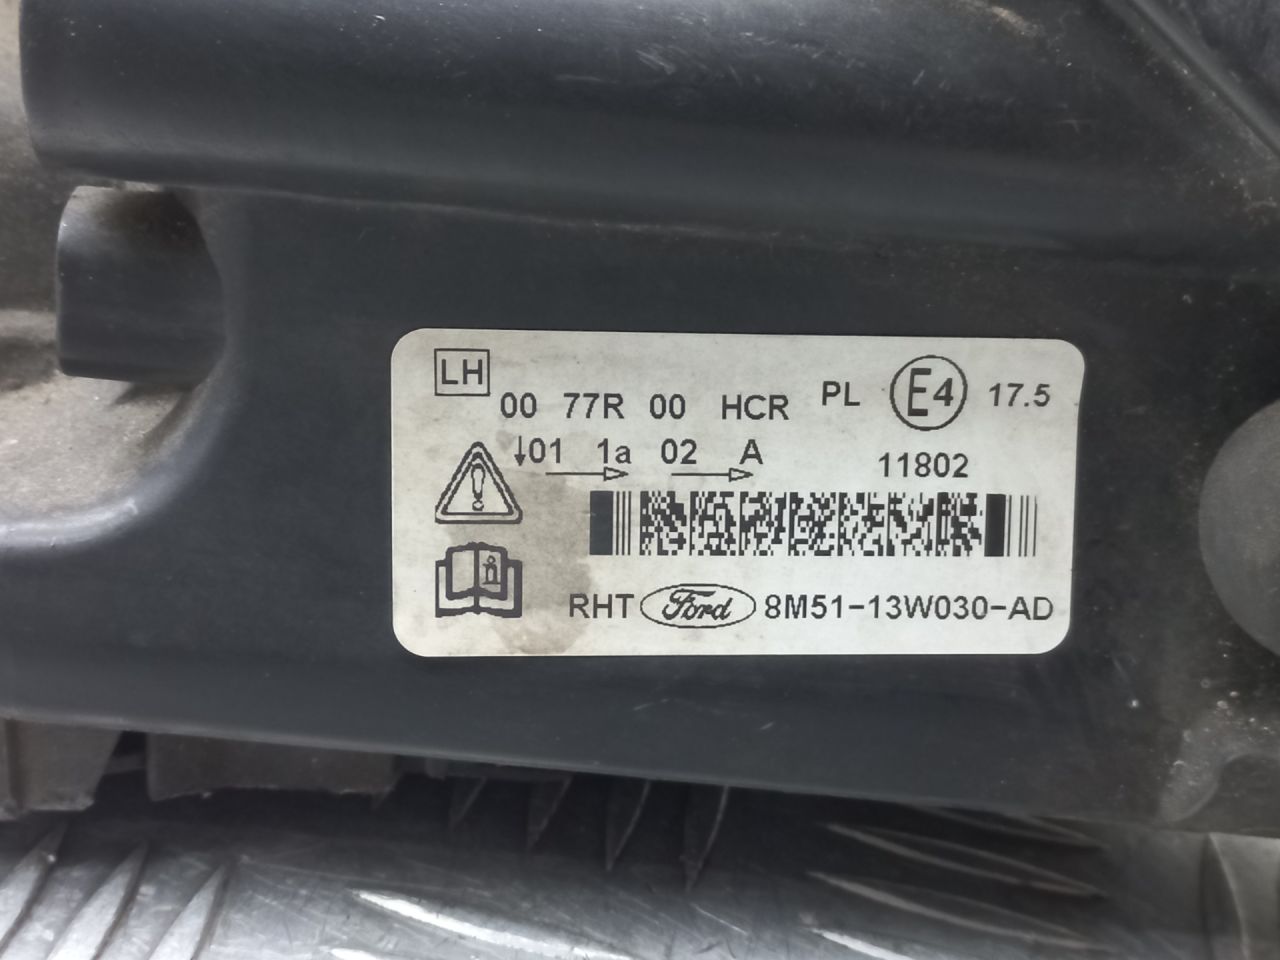 LH
00 77R 00 HCR PL E4 17.5
↓01 1a 02 A 11802
RHT Ford 8M51-13W030-AD